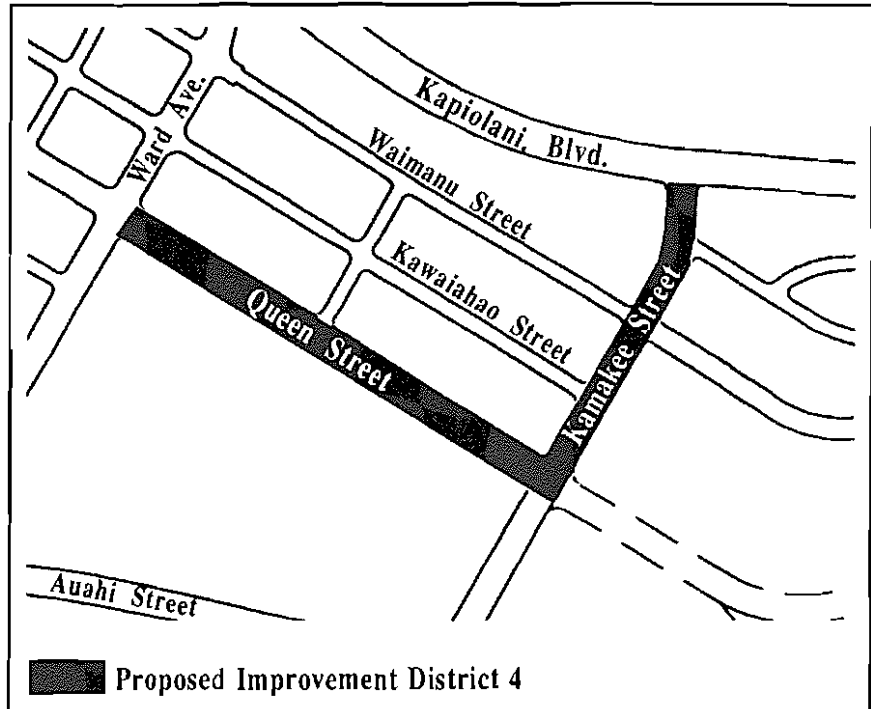 Kapiolani, Blvd.
Ward Ave.
Waimanu Street
Kawaiahao Street
Queen Street
Kamakee Street
Auahi Street
Proposed Improvement District 4